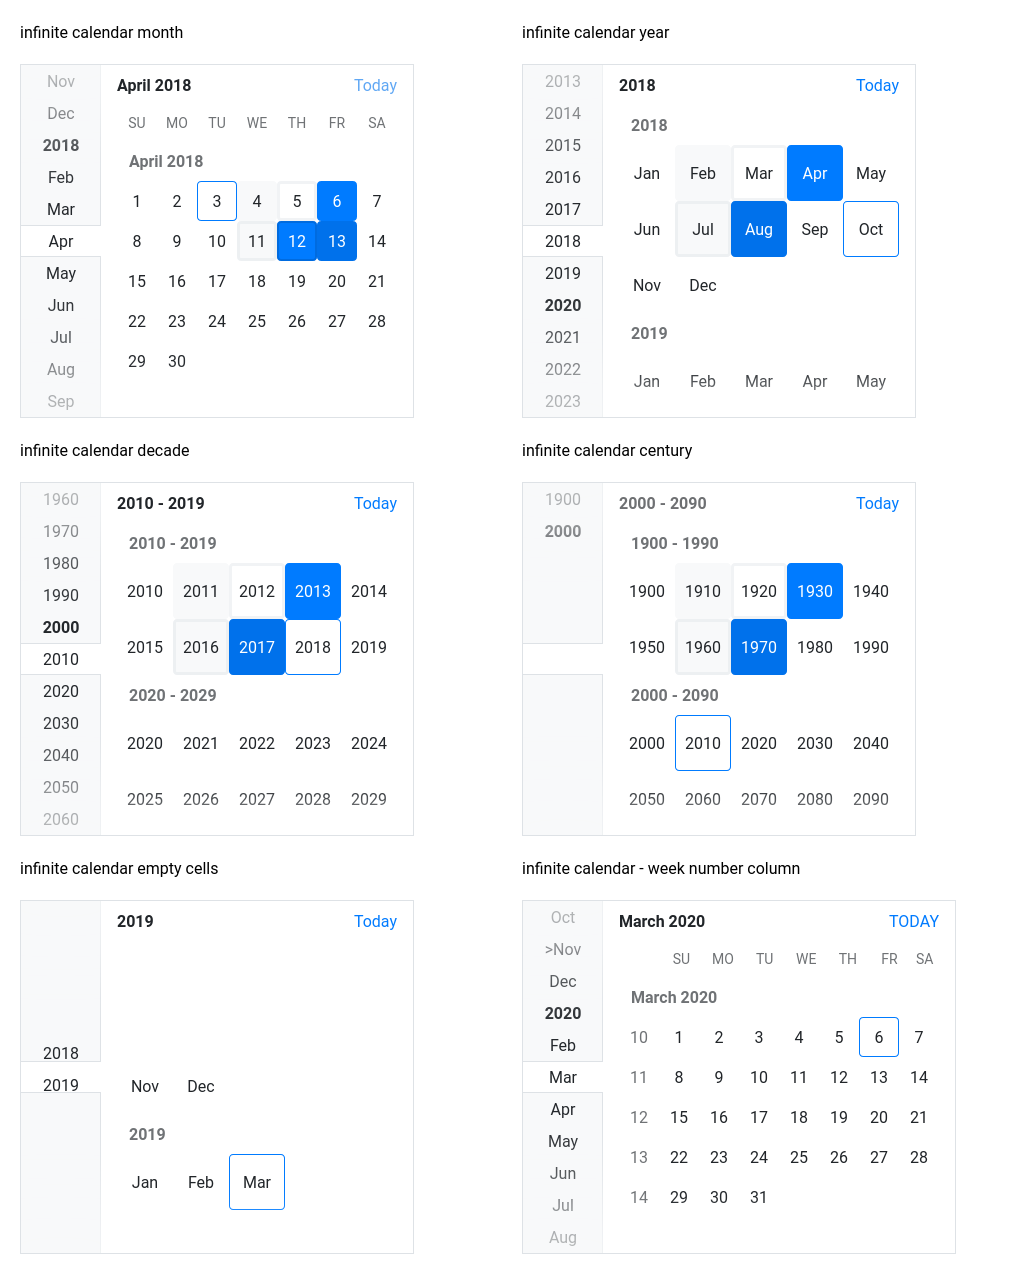 infinite calendar month
Nov
Dec
2018
Feb
Mar
Apr
May
Jun
Jul
Aug
Sep
April 2018 Today
SU MO TU WE TH FR SA
April 2018
1 2 3 4 5 6 7
8 9 10 11 12 13 14
15 16 17 18 19 20 21
22 23 24 25 26 27 28
29 30
infinite calendar year
2013
2014
2015
2016
2017
2018
2019
2020
2021
2022
2023
2018 Today
2018
Jan Feb Mar Apr May
Jun Jul Aug Sep Oct
Nov Dec
2019
Jan Feb Mar Apr May
infinite calendar decade
1960
1970
1980
1990
2000
2010
2020
2030
2040
2050
2060
2010 - 2019 Today
2010 - 2019
2010 2011 2012 2013 2014
2015 2016 2017 2018 2019
2020 - 2029
2020 2021 2022 2023 2024
2025 2026 2027 2028 2029
infinite calendar century
1900
2000
2000 - 2090 Today
1900 - 1990
1900 1910 1920 1930 1940
1950 1960 1970 1980 1990
2000 - 2090
2000 2010 2020 2030 2040
2050 2060 2070 2080 2090
infinite calendar empty cells
2018
2019
2019 Today
Nov Dec
2019
Jan Feb Mar
infinite calendar - week number column
Oct
>Nov
Dec
2020
Feb
Mar
Apr
May
Jun
Jul
Aug
March 2020 TODAY
SU MO TU WE TH FR SA
March 2020
10 1 2 3 4 5 6 7
11 8 9 10 11 12 13 14
12 15 16 17 18 19 20 21
13 22 23 24 25 26 27 28
14 29 30 31